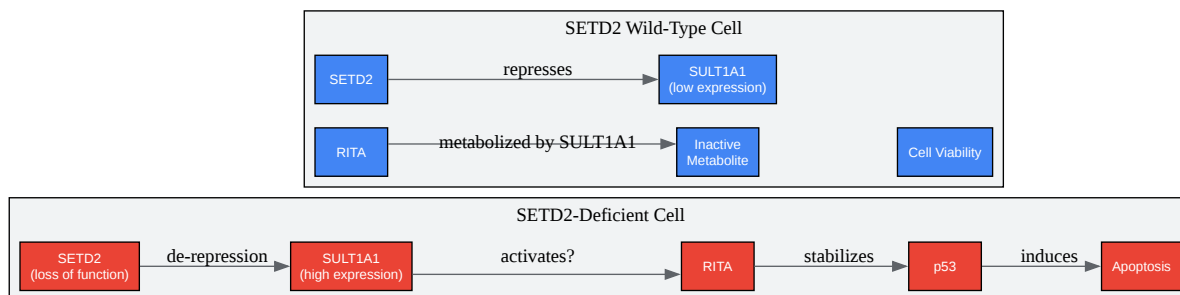 SETD2 Wild-Type Cell
SETD2
represses
SULT1A1
(low expression)
RITA
metabolized by SULT1A1
Inactive
Metabolite
Cell Viability
SETD2-Deficient Cell
SETD2
(loss of function)
de-repression
SULT1A1
(high expression)
activates?
RITA
stabilizes
p53
induces
Apoptosis